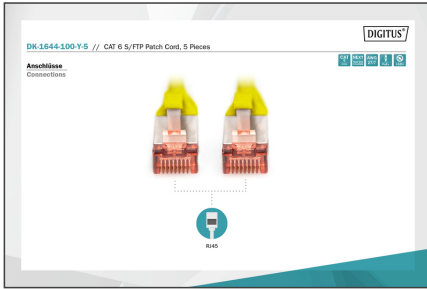 DIGITUS®
DK-1644-100-Y-5 // CAT 6 S/FTP Patch Cord, 5 Pieces
Anschlüsse
Connections
RJ45